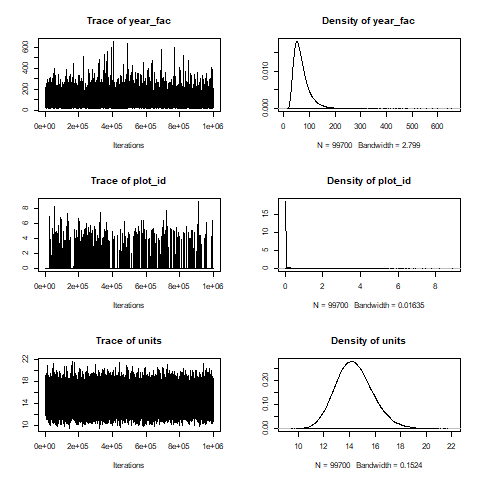 Trace of year_fac
Density of year_fac
0 200 400 600
0.000 0.010
0e+00 2e+05 4e+05 6e+05 8e+05 1e+06
0 100 200 300 400 500 600
Iterations
N = 99700 Bandwidth = 2.799
Trace of plot_id
Density of plot_id
0 2 4 6 8
0 5 10 15
0e+00 2e+05 4e+05 6e+05 8e+05 1e+06
0 2 4 6 8
Iterations
N = 99700 Bandwidth = 0.01635
Trace of units
Density of units
10 14 18 22
0.00 0.10 0.20
0e+00 2e+05 4e+05 6e+05 8e+05 1e+06
10 12 14 16 18 20 22
Iterations
N = 99700 Bandwidth = 0.1524